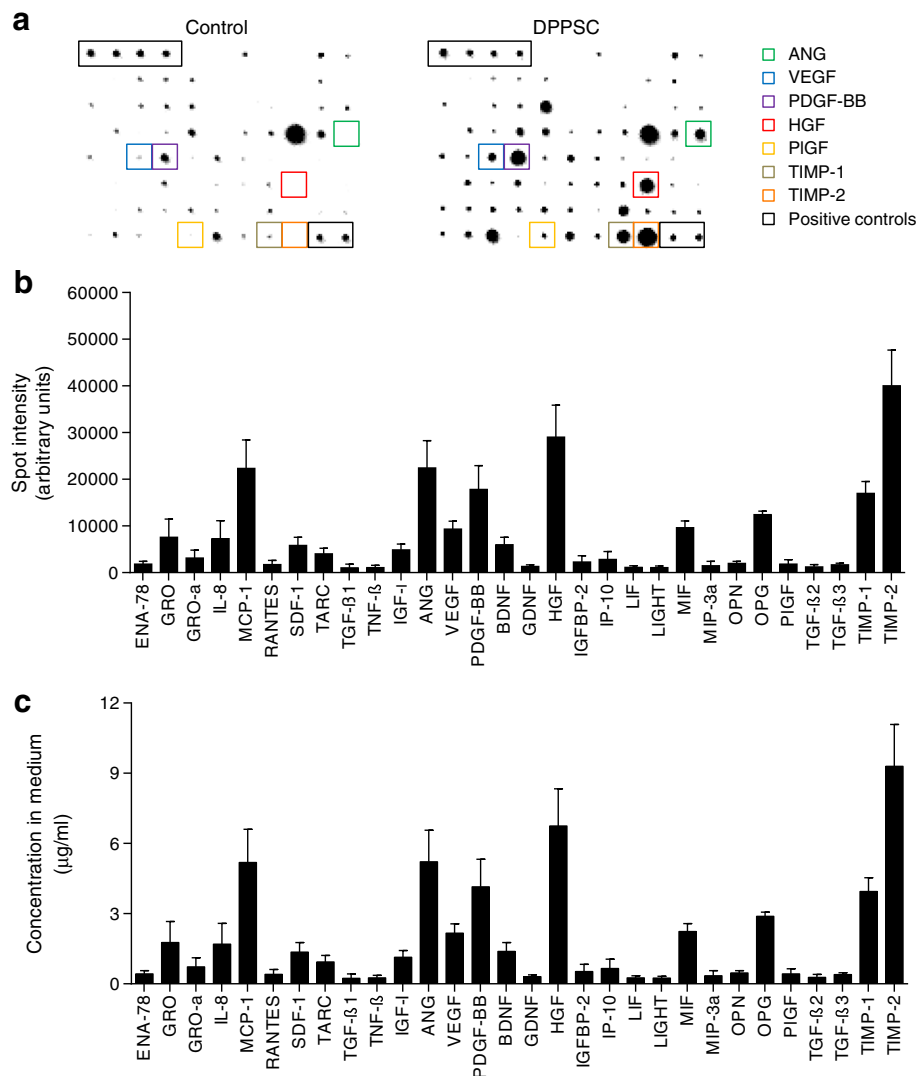 a
Control
DPPSC
ANG
VEGF
PDGF-BB
HGF
PIGF
TIMP-1
TIMP-2
Positive controls
b
Spot intensity
(arbitrary units)
60000
50000
40000
30000
20000
10000
0
ENA-78
GRO
GRO-a
IL-8
MCP-1
RANTES
SDF-1
TARC
TGF-ß1
TNF-ß
IGF-I
ANG
VEGF
PDGF-BB
BDNF
GDNF
HGF
IGFBP-2
IP-10
LIF
LIGHT
MIF
MIP-3a
OPN
OPG
PIGF
TGF-ß2
TGF-ß3
TIMP-1
TIMP-2
c
Concentration in medium
(µg/ml)
12
9
6
3
0
ENA-78
GRO
GRO-a
IL-8
MCP-1
RANTES
SDF-1
TARC
TGF-ß1
TNF-ß
IGF-I
ANG
VEGF
PDGF-BB
BDNF
GDNF
HGF
IGFBP-2
IP-10
LIF
LIGHT
MIF
MIP-3a
OPN
OPG
PIGF
TGF-ß2
TGF-ß3
TIMP-1
TIMP-2